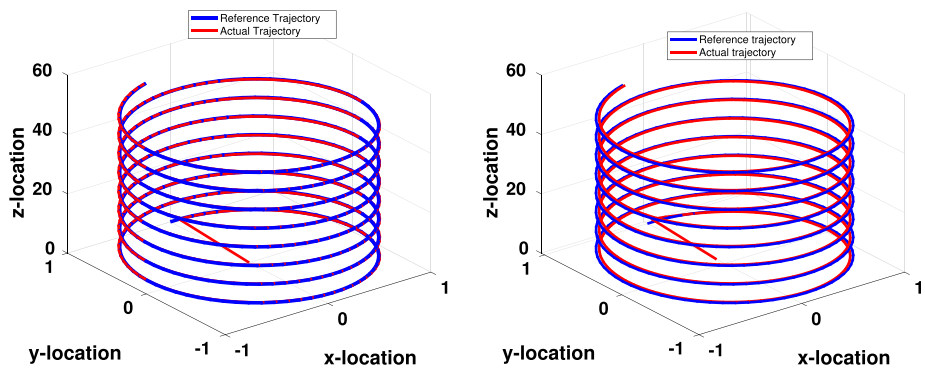 Reference Trajectory
Actual Trajectory
60
40
20
0
z-location
1
0
-1
y-location
-1
0
1
x-location
Reference trajectory
Actual trajectory
60
40
20
0
z-location
1
0
-1
y-location
-1
0
1
x-location